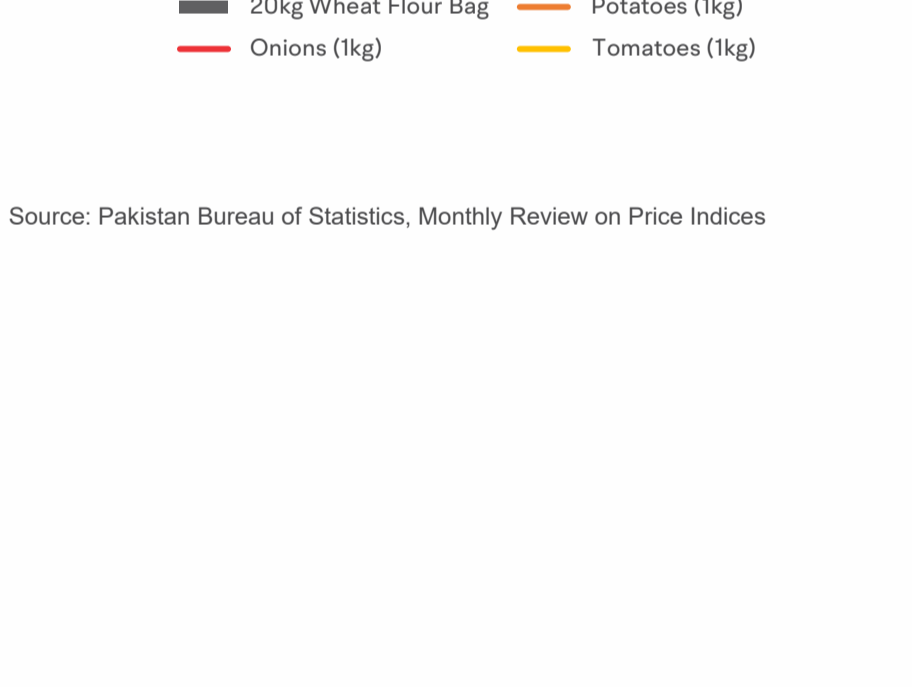 20kg Wheat Flour Bag Potatoes (1kg)
Onions (1kg) Tomatoes (1kg)
Source: Pakistan Bureau of Statistics, Monthly Review on Price Indices